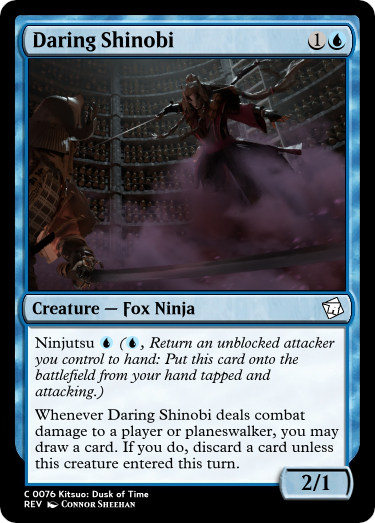 Daring Shinobi 1
Creature — Fox Ninja
Ninjutsu (, Return an unblocked attacker
you control to hand: Put this card onto the
battlefield from your hand tapped and
attacking.)
Whenever Daring Shinobi deals combat
damage to a player or planeswalker, you may
draw a card. If you do, discard a card unless
this creature entered this turn.
2/1
C 0076 Kitsuo: Dusk of Time
REV Connor Sheehan